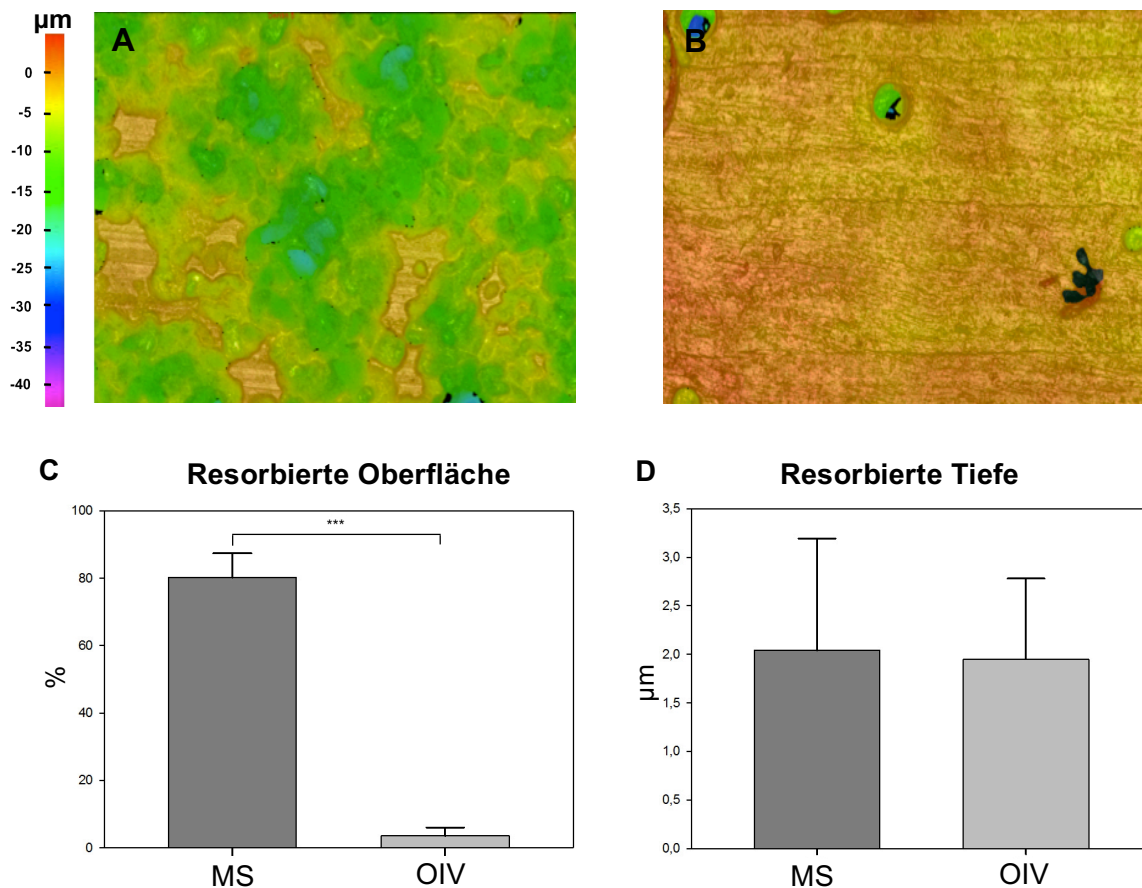 µm
0
-5
-10
-15
-20
-25
-30
-35
-40
A
B
C
Resorbierte Oberfläche
100
80
60
40
20
0
%
***
MS
OIV
D
Resorbierte Tiefe
3,5
3,0
2,5
2,0
1,5
1,0
0,5
0,0
µm
MS
OIV